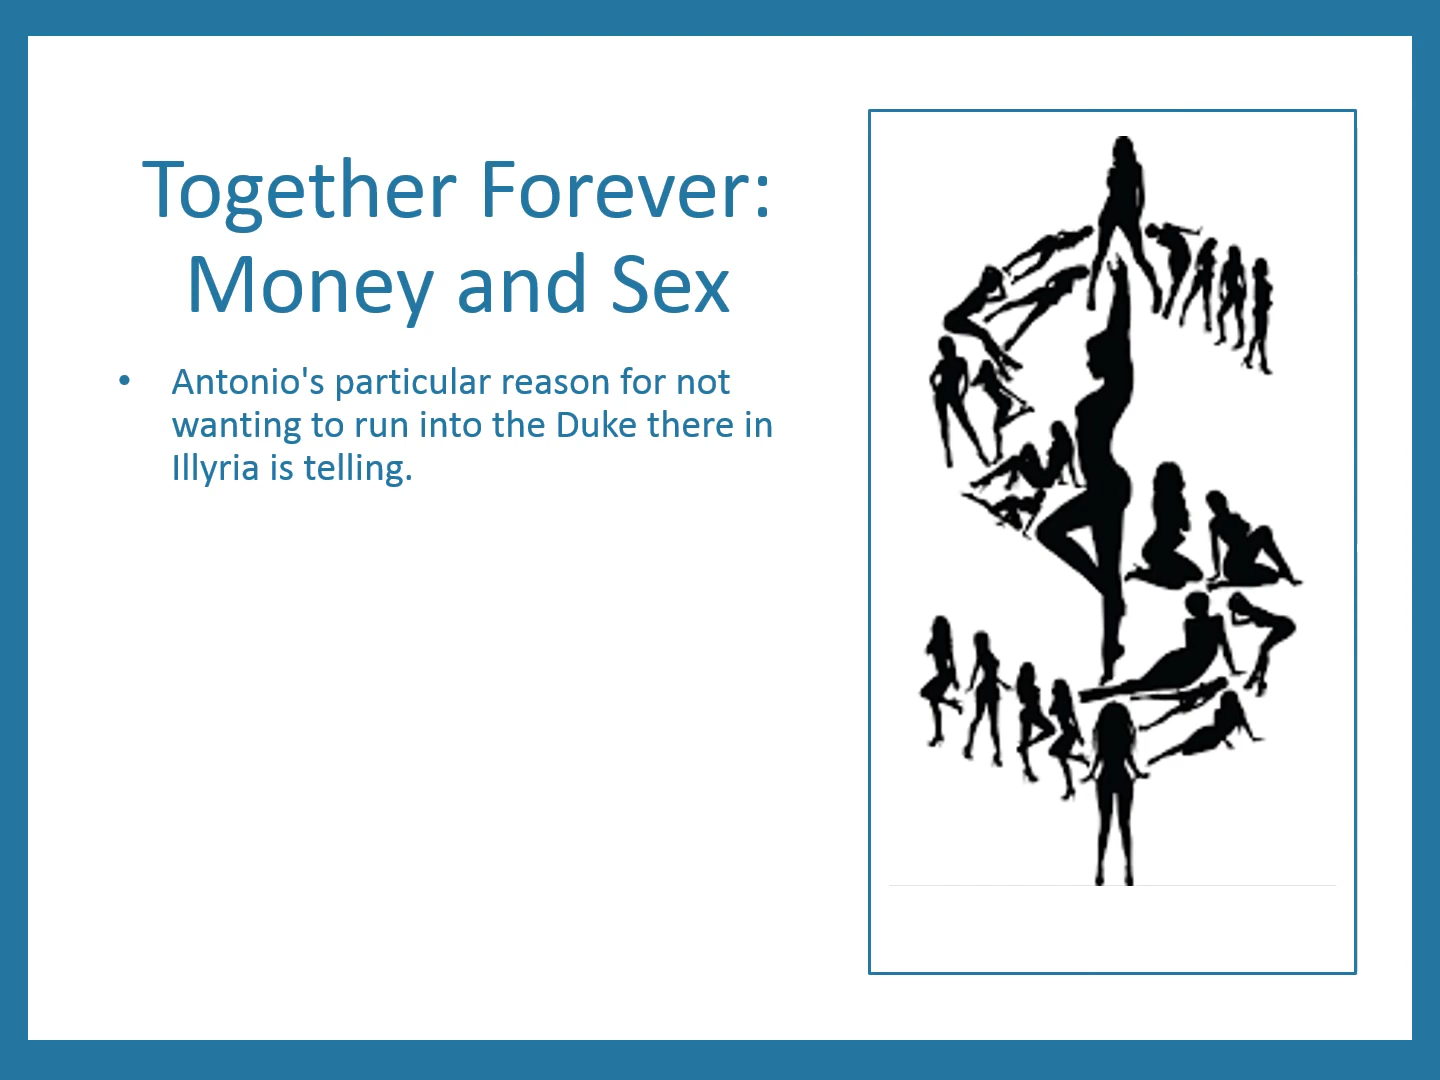 Together Forever:
Money and Sex
• Antonio's particular reason for not
wanting to run into the Duke there in
Illyria is telling.